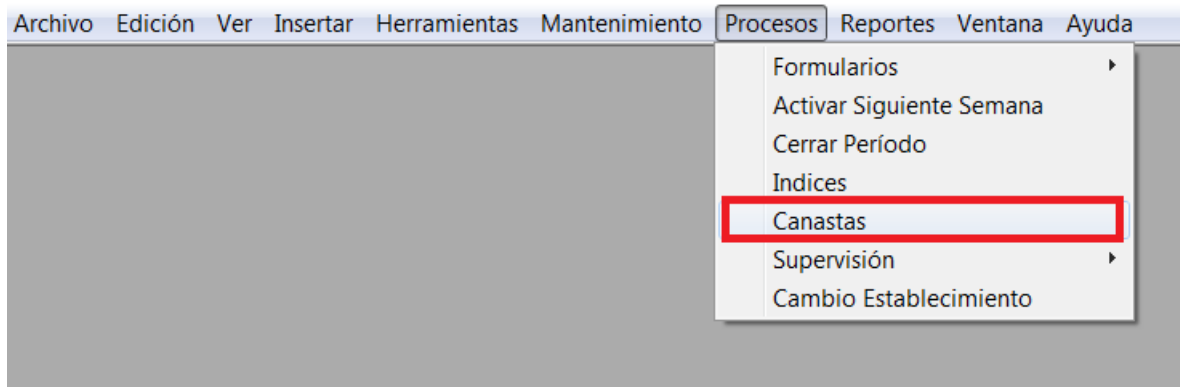 Archivo Edición Ver Insertar Herramientas Mantenimiento Procesos Reportes Ventana Ayuda
Formularios
Activar Siguiente Semana
Cerrar Período
Indices
Canastas
Supervisión
Cambio Establecimiento